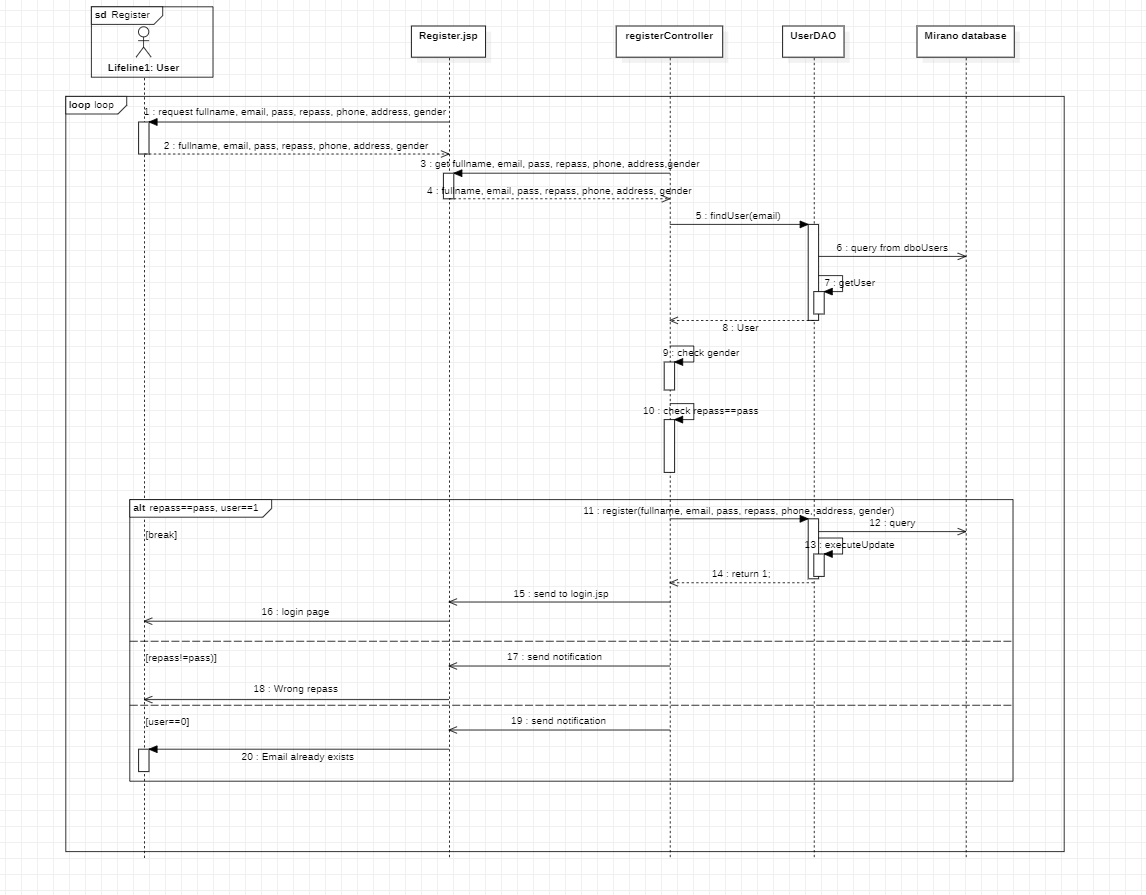 sd Register
Lifeline1: User
Register.jsp
registerController
UserDAO
Mirano database
loop loop
1 : request fullname, email, pass, repass, phone, address, gender
2 : fullname, email, pass, repass, phone, address, gender
3 : get fullname, email, pass, repass, phone, address,gender
4 : fullname, email, pass, repass, phone, address, gender
5 : findUser(email)
6 : query from dboUsers
7 : getUser
8 : User
9 : check gender
10 : check repass==pass
alt repass==pass, user==1
11 : register(fullname, email, pass, repass, phone, address, gender)
12 : query
[break]
13 : executeUpdate
14 : return 1;
15 : send to login.jsp
16 : login page
[repass!=pass)]
17 : send notification
18 : Wrong repass
[user==0]
19 : send notification
20 : Email already exists